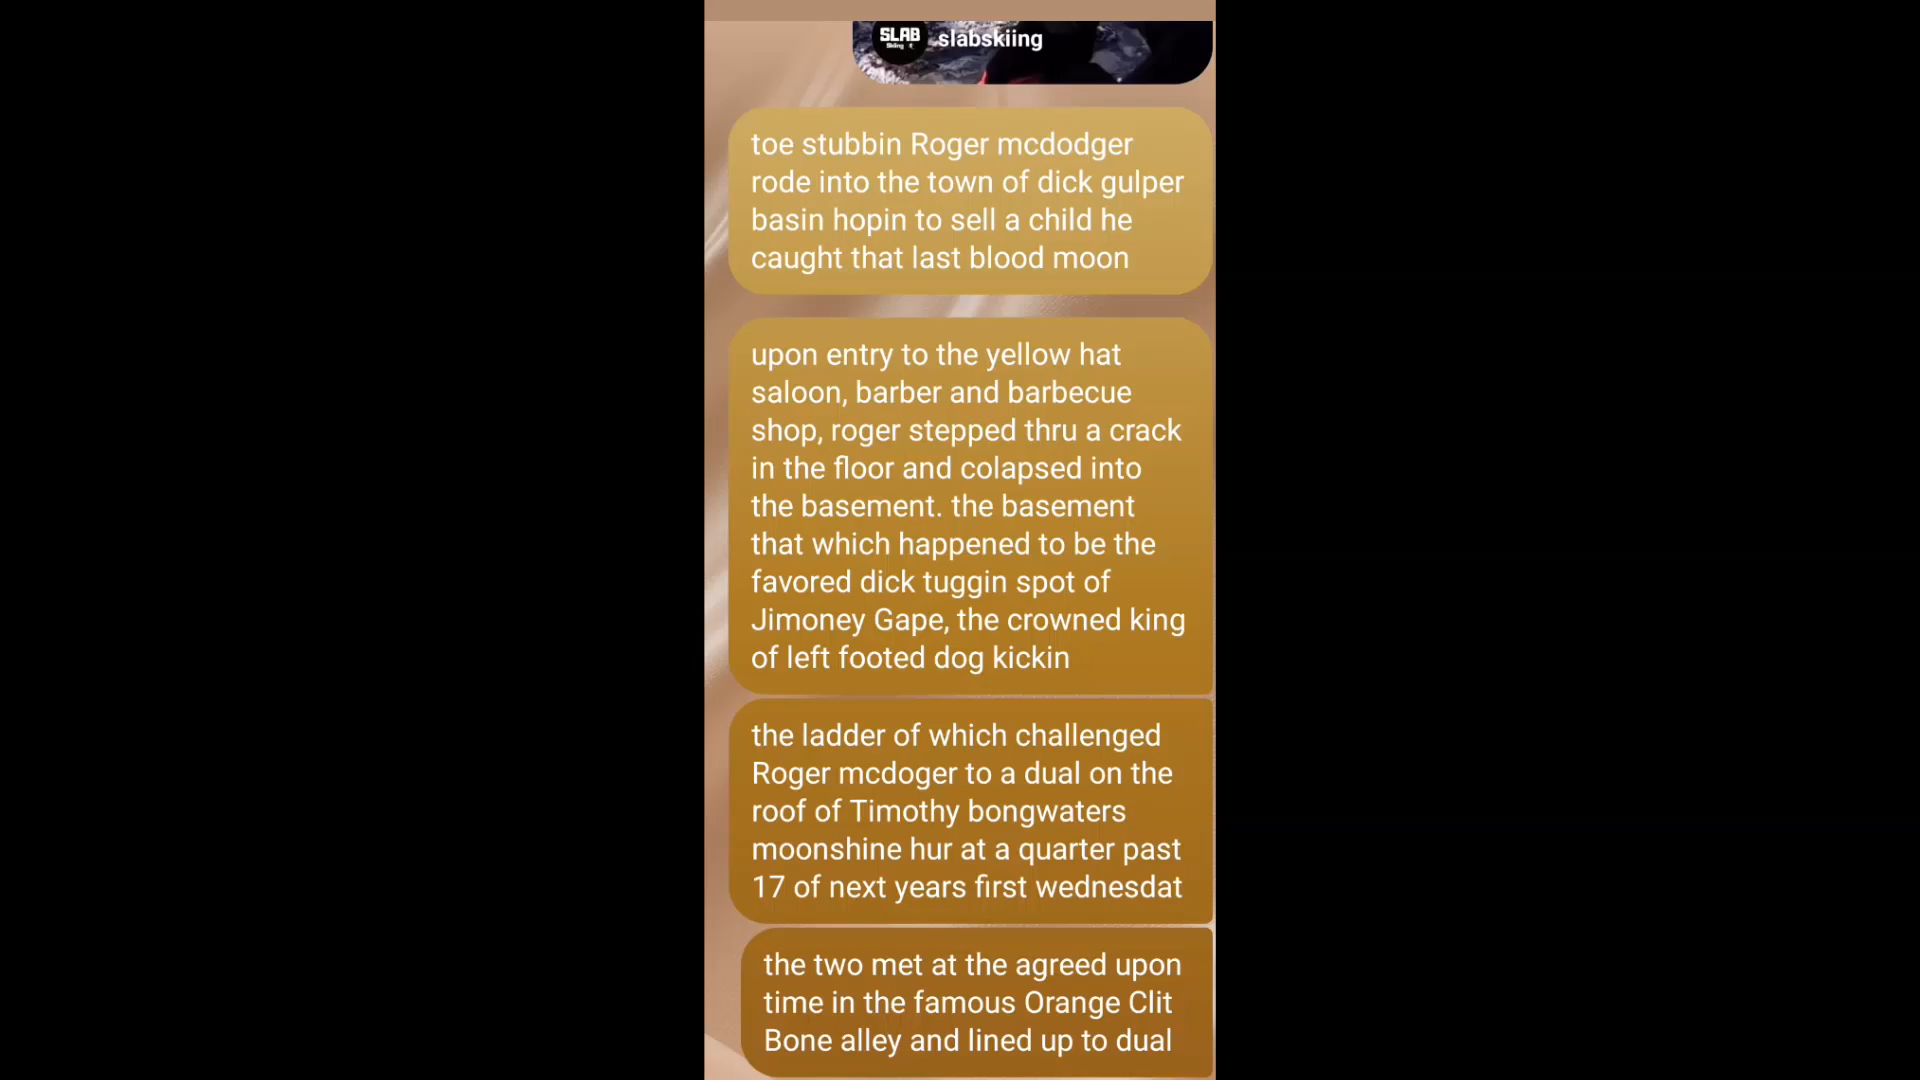 SLAB
Skiing
slabskiing
toe stubbin Roger mcdodger
rode into the town of dick gulper
basin hopin to sell a child he
caught that last blood moon
upon entry to the yellow hat
saloon, barber and barbecue
shop, roger stepped thru a crack
in the floor and colapsed into
the basement. the basement
that which happened to be the
favored dick tuggin spot of
Jimoney Gape, the crowned king
of left footed dog kickin
the ladder of which challenged
Roger mcdoger to a dual on the
roof of Timothy bongwaters
moonshine hur at a quarter past
17 of next years first wednesdat
the two met at the agreed upon
time in the famous Orange Clit
Bone alley and lined up to dual